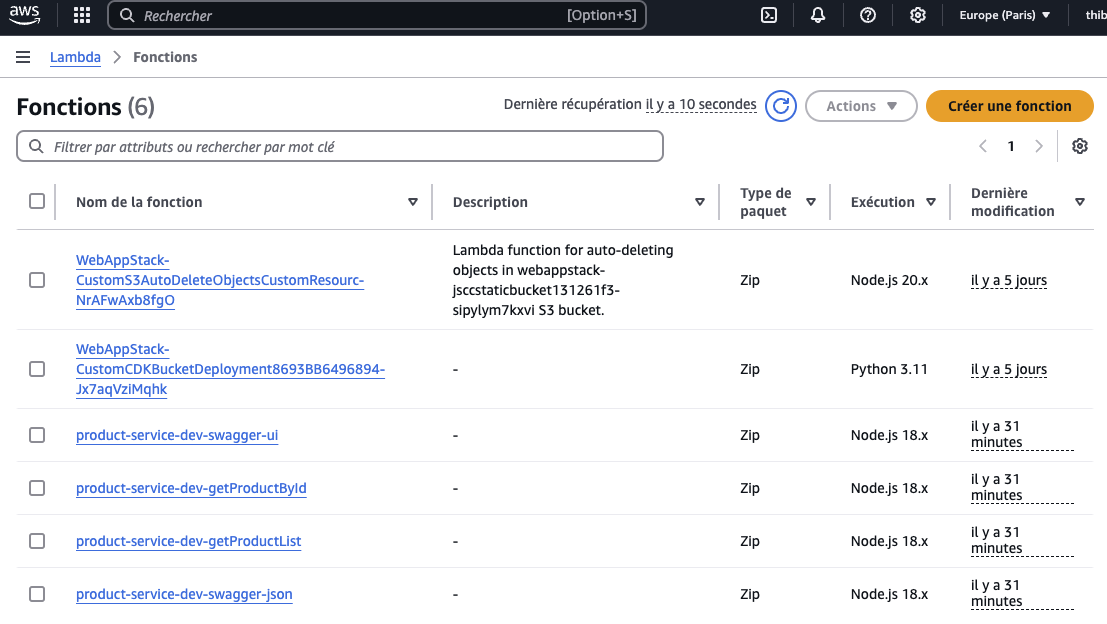 aws
Rechercher
[Option+S]
Europe (Paris)
thib
Lambda
Fonctions
Fonctions (6)
Dernière récupération il y a 10 secondes
Actions
Créer une fonction
Filtrer par attributs ou rechercher par mot clé
1
Nom de la fonction
Description
Type de
paquet
Exécution
Dernière
modification
WebAppStack-
CustomS3AutoDeleteObjectsCustomResourc-
NrAFwAxb8fgO
Lambda function for auto-deleting
objects in webappstack-
jsccstaticbucket131261f3-
sipylym7kxvi S3 bucket.
Zip
Node.js 20.x
il y a 5 jours
WebAppStack-
CustomCDKBucketDeployment8693BB6496894-
Jx7aqVziMqhk
-
Zip
Python 3.11
il y a 5 jours
product-service-dev-swagger-ui
-
Zip
Node.js 18.x
il y a 31
minutes
product-service-dev-getProductById
-
Zip
Node.js 18.x
il y a 31
minutes
product-service-dev-getProductList
-
Zip
Node.js 18.x
il y a 31
minutes
product-service-dev-swagger-json
-
Zip
Node.js 18.x
il y a 31
minutes